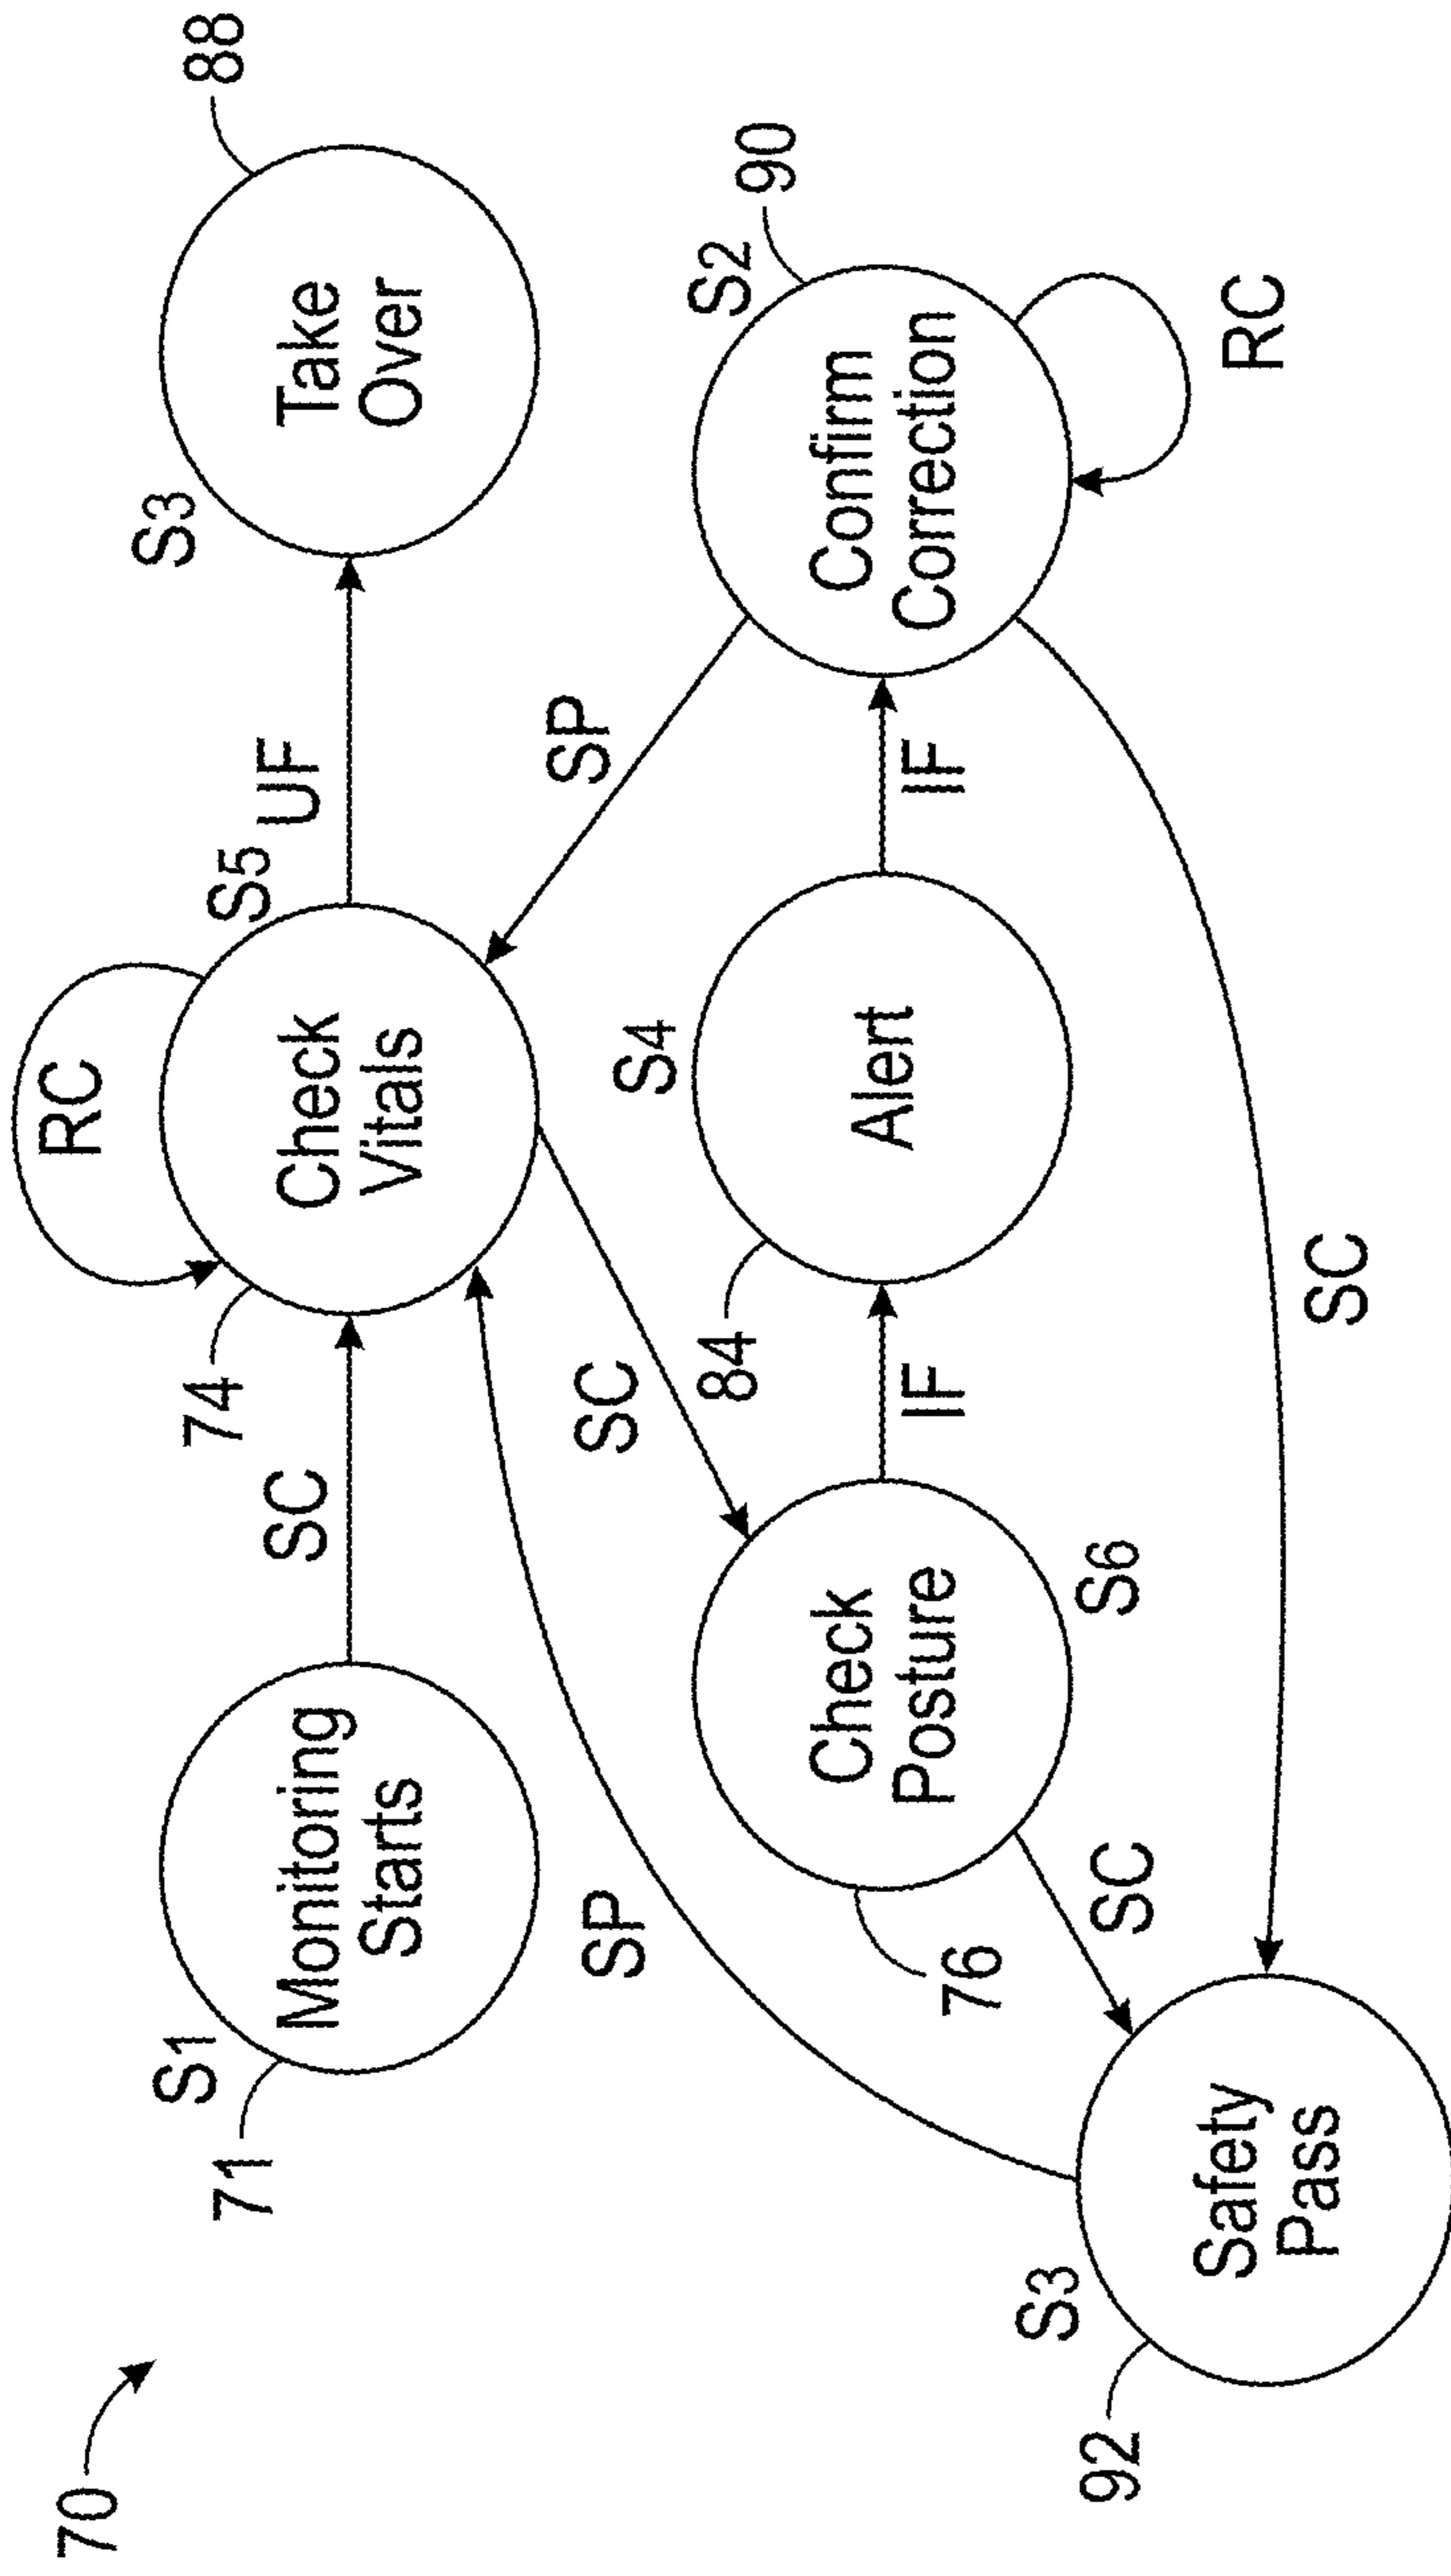 70
S1
71
Monitoring
Starts
SC
74
RC
Check
Vitals
S5
UF
S3
88
Take
Over
SP
SC
SP
S4
84
S2
90
Check
Posture
76
S6
IF
Alert
IF
Confirm
Correction
RC
SC
SC
S3
92
Safety
Pass